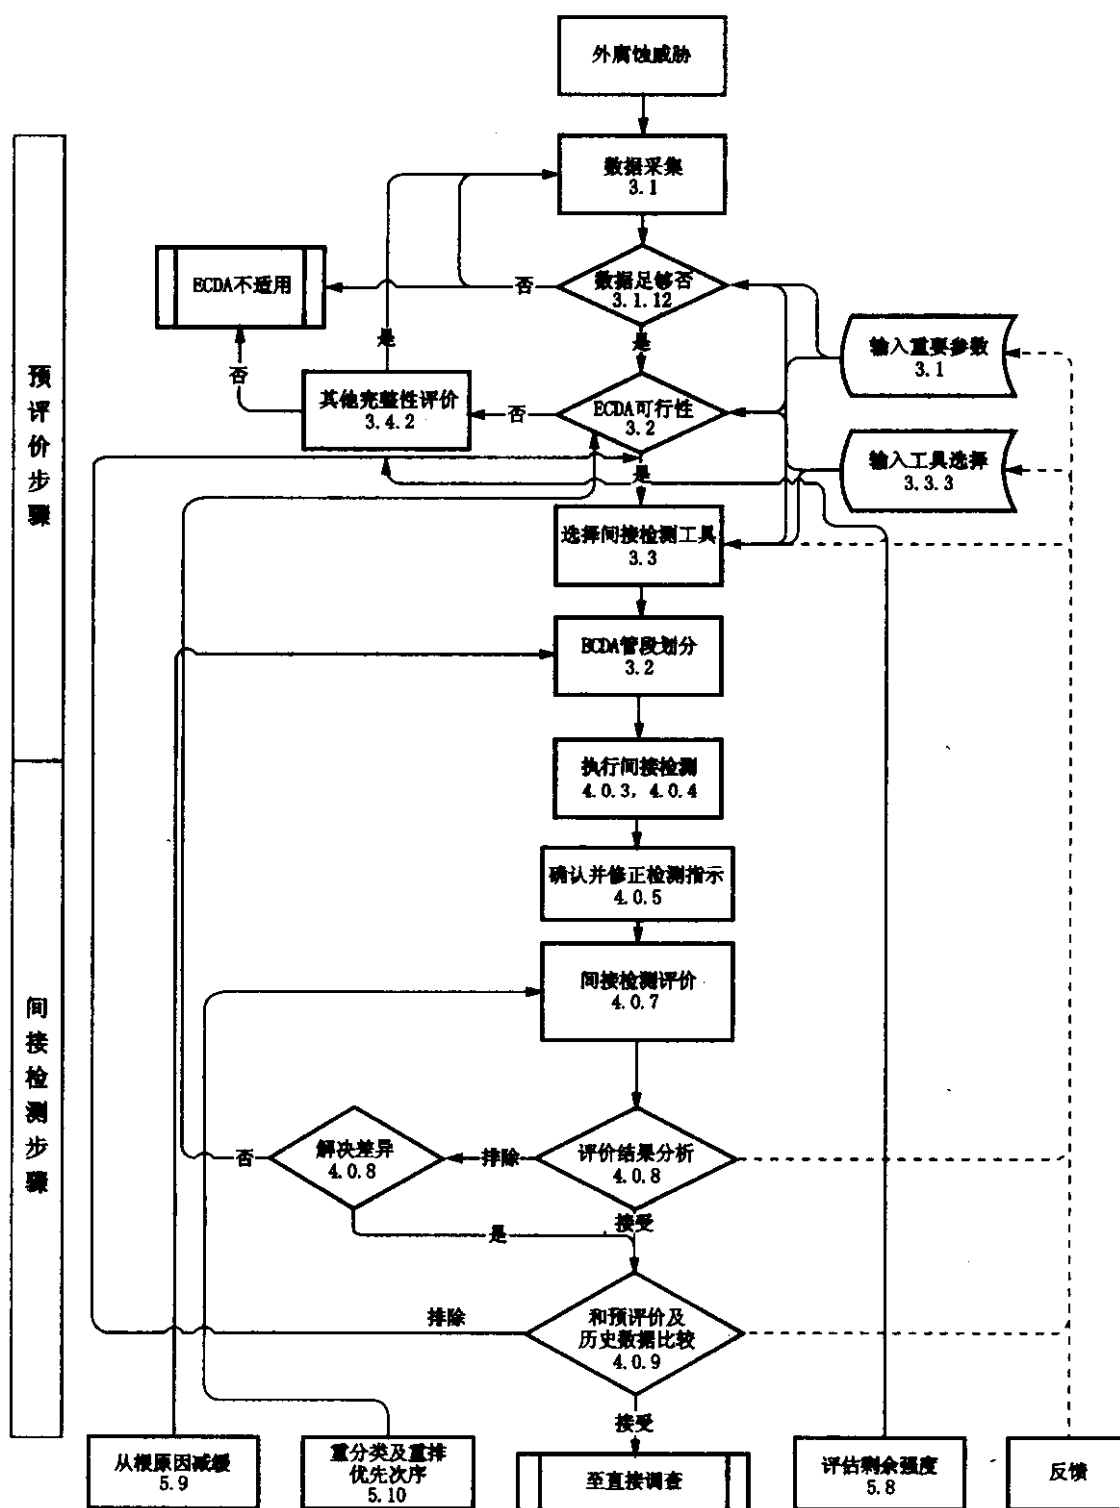 外腐蚀威胁
数据采集
3.1
ECDA不适用
否
数据足够否
3.1.12
是
是
输入重要参数
3.1
否
其他完整性评价
3.4.2
否
ECDA可行性
3.2
输入工具选择
3.3.3
是
选择间接检测工具
3.3
ECDA管段划分
3.2
预评价步骤
执行间接检测
4.0.3, 4.0.4
确认并修正检测指示
4.0.5
间接检测评价
4.0.7
否
解决差异
4.0.8
排除
评价结果分析
4.0.8
接受
是
排除
和预评价及
历史数据比较
4.0.9
接受
间接检测步骤
从根原因减缓
5.9
重分类及重排
优先次序
5.10
至直接调查
评估剩余强度
5.8
反馈